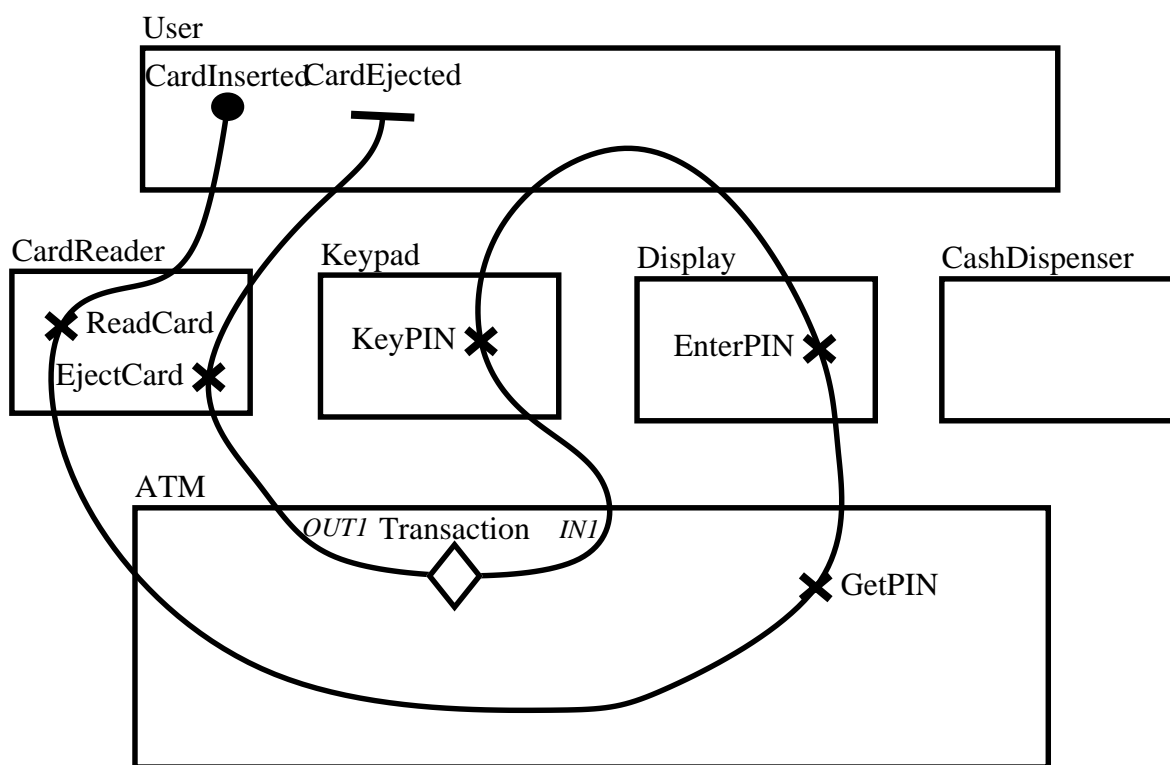 User
CardInserted
CardEjected
CardReader
Keypad
Display
CashDispenser
ReadCard
KeyPIN
EnterPIN
EjectCard
ATM
OUT1
Transaction
IN1
GetPIN